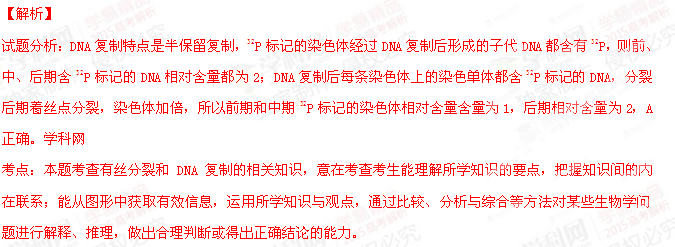 【解析】
试题分析：DNA 复制特点是半保留复制，³²P 标记的染色体经过 DNA 复制后形成的子代 DNA 都含有 ³²P，则前、
中、后期含 ³²P 标记的 DNA 相对含量都为 2；DNA 复制后每条染色体上的染色单体都含 ³²P 标记的 DNA，分裂
后期着丝点分裂，染色体加倍，所以前期和中期 ³²P 标记的染色体相对含量含量为 1，后期相对含量为 2，A
正确。学科网
考点：本题考查有丝分裂和 DNA 复制的相关知识，意在考查考生能理解所学知识的要点，把握知识间的内
在联系；能从图形中获取有效信息，运用所学知识与观点，通过比较、分析与综合等方法对某些生物学问
题进行解释、推理，做出合理判断或得出正确结论的能力。